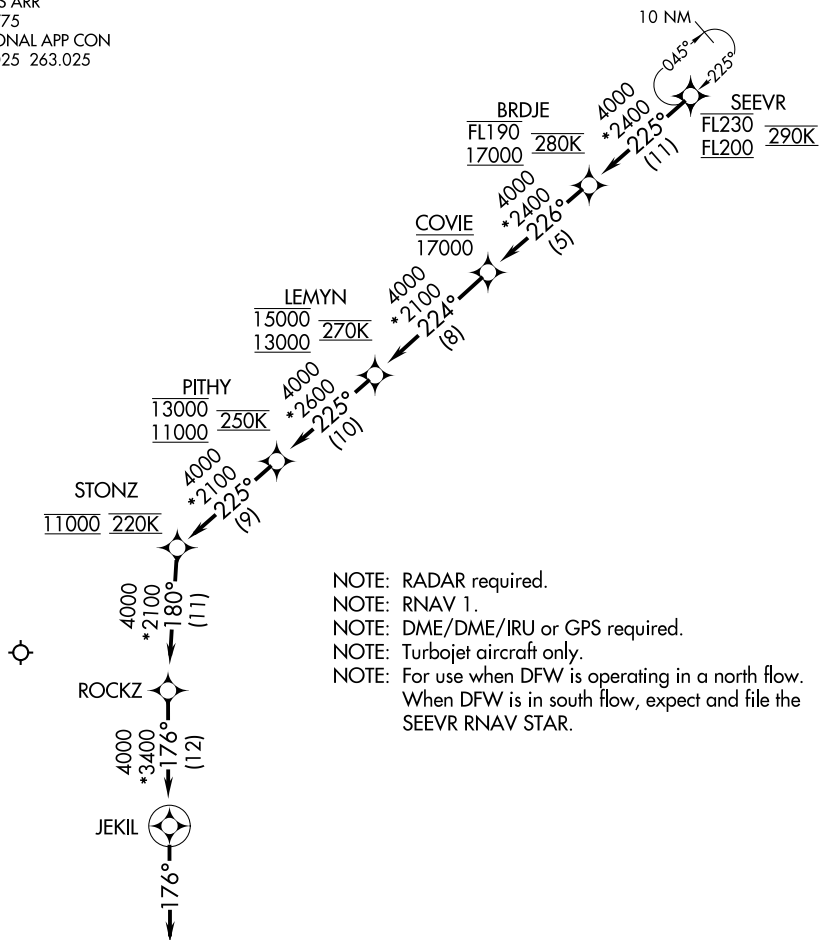 S ARR
775
ONAL APP CON
025 263.025
10 NM
045°
225°
SEEVR
FL230
FL200
290K
4000
*2400
225°
(11)
BRDJE
FL190
17000
280K
4000
*2400
226°
(5)
COVIE
17000
4000
*2100
224°
(8)
LEMYN
15000
13000
270K
4000
*2600
225°
(10)
PITHY
13000
11000
250K
4000
*2100
225°
(9)
STONZ
11000 220K
4000
*2100
180°
(11)
ROCKZ
4000
*3400
176°
(12)
JEKIL
176°
NOTE: RADAR required.
NOTE: RNAV 1.
NOTE: DME/DME/IRU or GPS required.
NOTE: Turbojet aircraft only.
NOTE: For use when DFW is operating in a north flow.
When DFW is in south flow, expect and file the
SEEVR RNAV STAR.